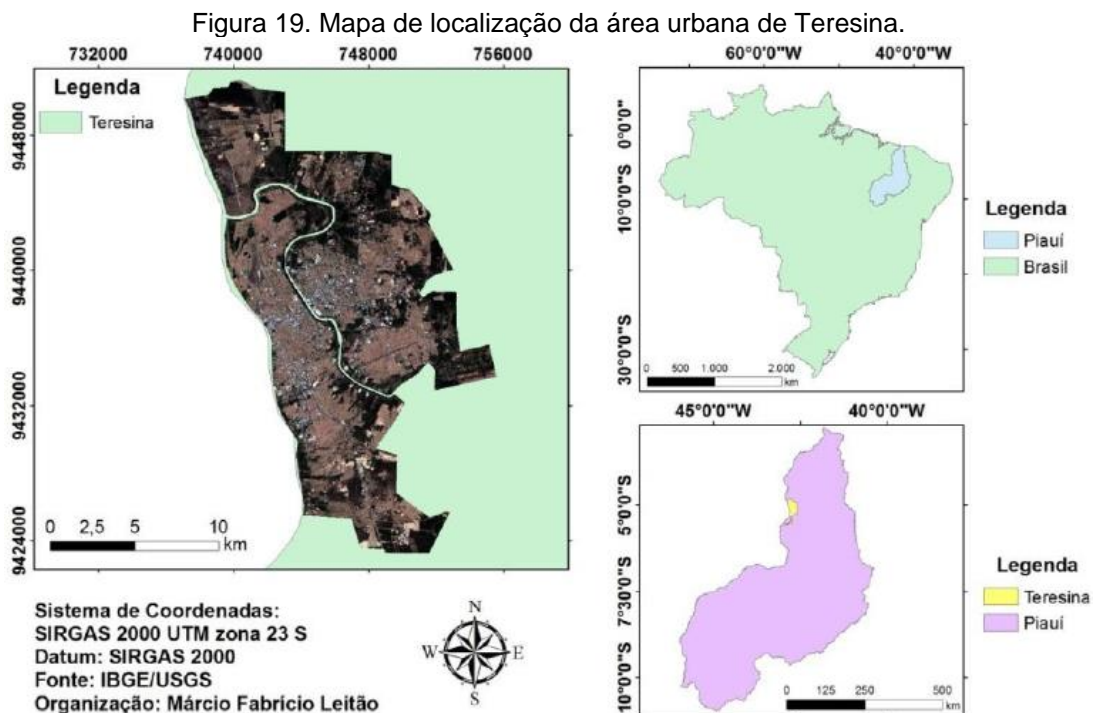 Figura 19. Mapa de localização da área urbana de Teresina.
732000 740000 748000 756000
Legenda
Teresina
9448000
9440000
9432000
9424000
0 2,5 5 10
km
Sistema de Coordenadas:
SIRGAS 2000 UTM zona 23 S
Datum: SIRGAS 2000
Fonte: IBGE/USGS
Organização: Márcio Fabrício Leitão
N
W E
S
60°0'0"W 40°0'0"W
0°0'0"
10°0'0"S
30°0'0"S
Legenda
Piauí
Brasil
0 500 1.000 2.000
km
45°0'0"W 40°0'0"W
5°0'0"S
7°30'0"S
10°0'0"S
Legenda
Teresina
Piauí
0 125 250 500
km